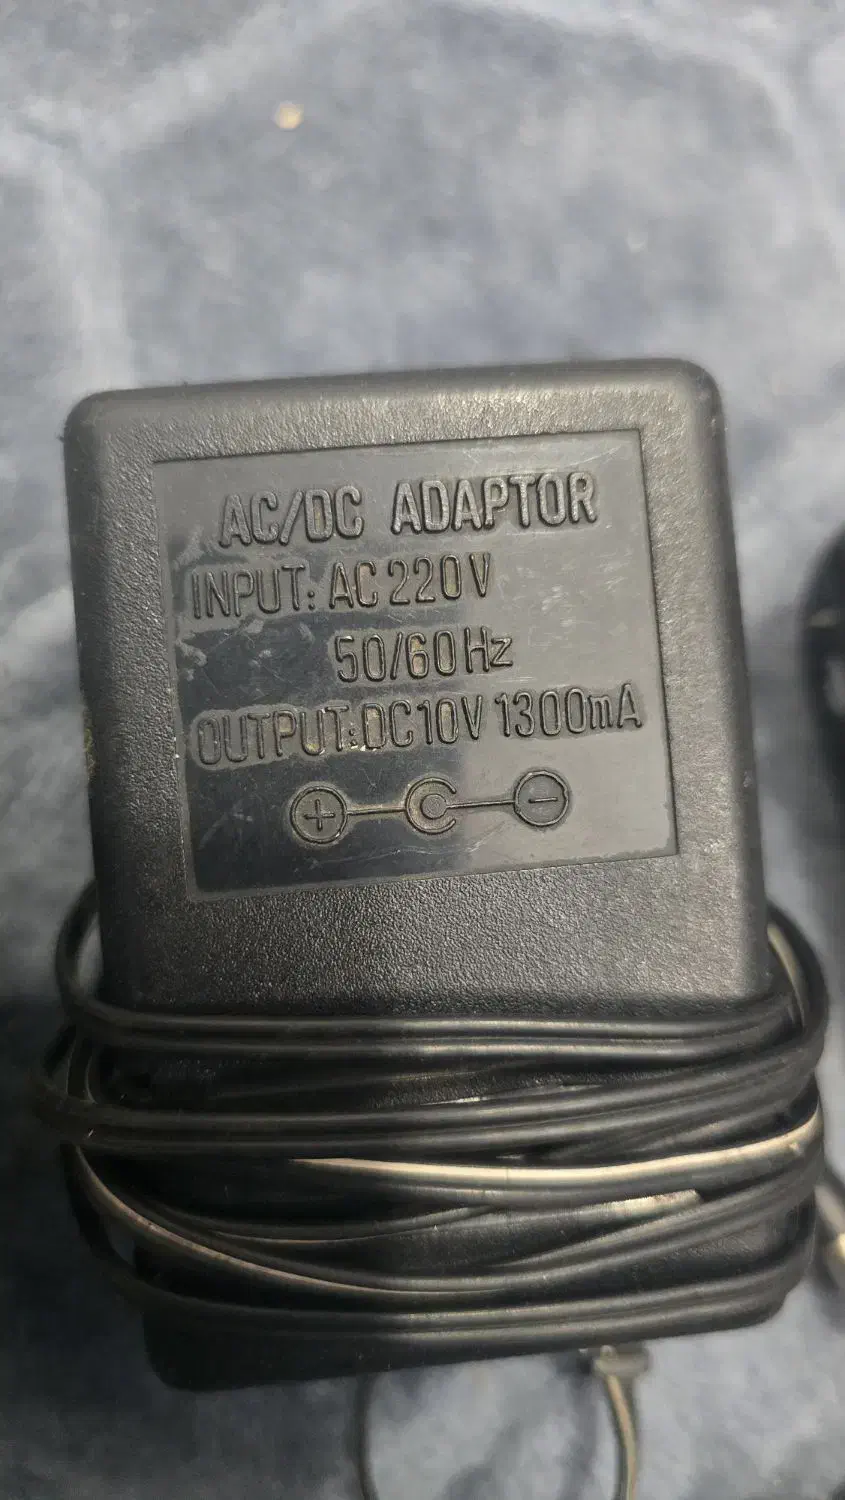 AC/DC ADAPTOR
INPUT: AC 220V
50/60Hz
OUTPUT: DC10V 1300mA
+ -